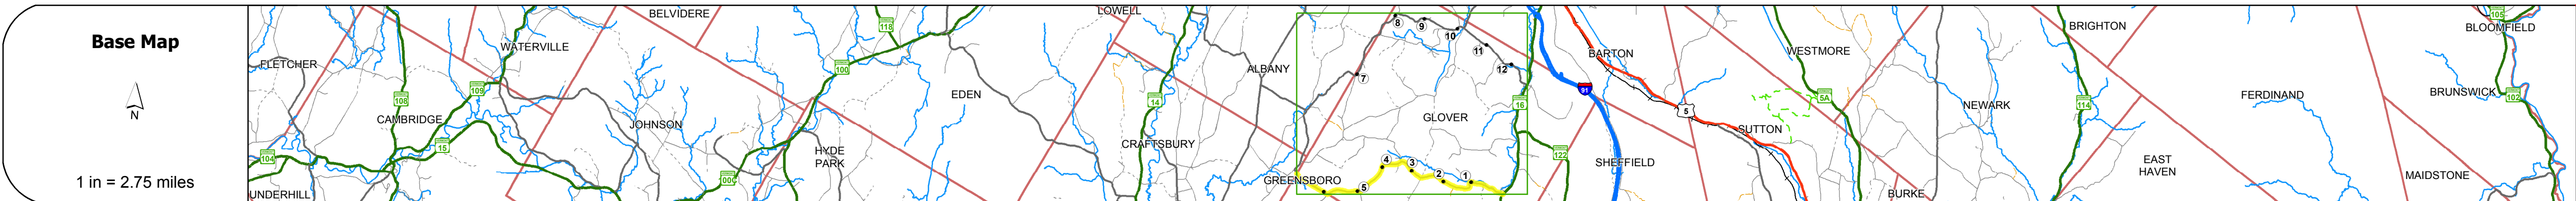 Base Map
N
1 in = 2.75 miles
FLETCHER
WATERVILLE
BELVIDERE
LOWELL
118
100
108
109
CAMBRIDGE
15
104
UNDERHILL
JOHNSON
HYDE
PARK
EDEN
14
CRAFTSBURY
ALBANY
7
8
9
10
11
12
16
GLOVER
GREENSBORO
5
4
3
2
1
122
BARTON
91
5
SHEFFIELD
SUTTON
WESTMORE
5A
BURKE
NEWARK
BRIGHTON
114
EAST
HAVEN
FERDINAND
105
BLOOMFIELD
BRUNSWICK
102
MAIDSTONE